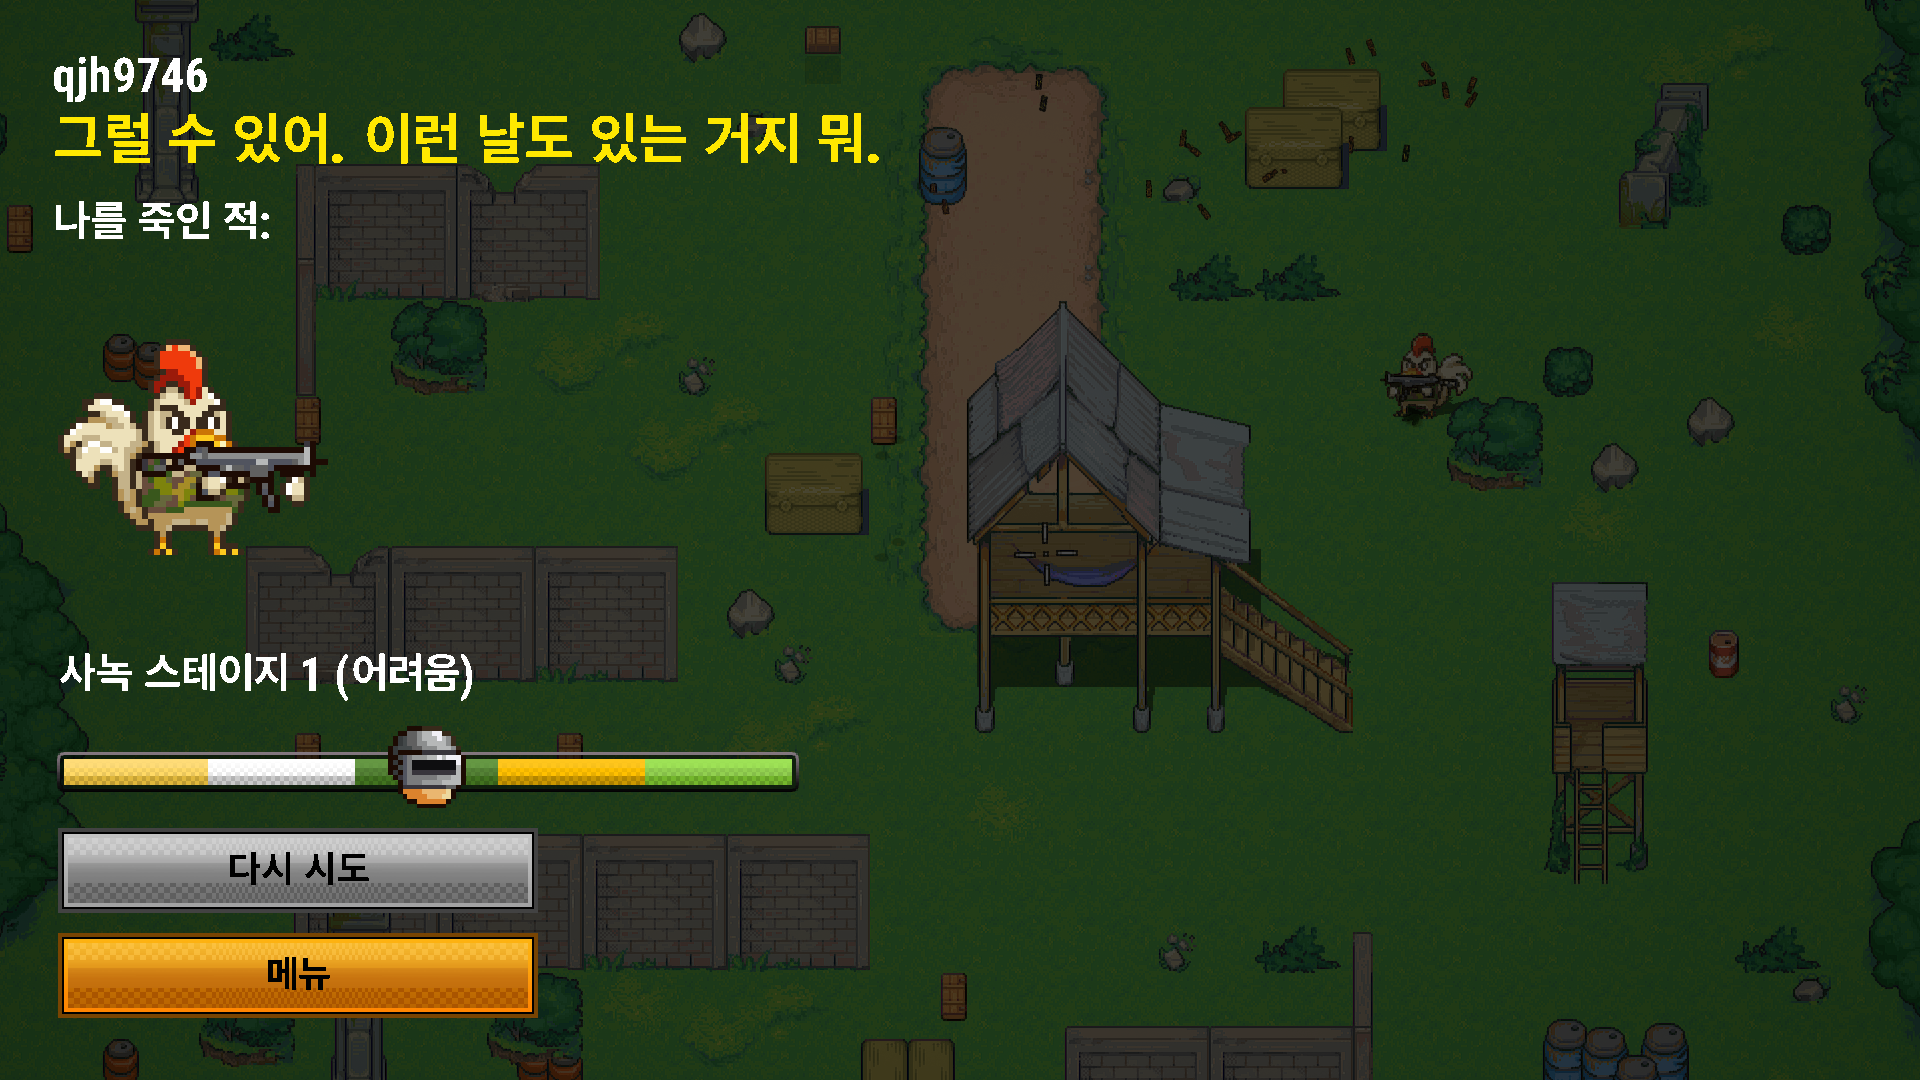 qjh9746
그럴 수 있어. 이런 날도 있는 거지 뭐.
나를 죽인 적:
사녹 스테이지 1 (어려움)
다시 시도
메뉴